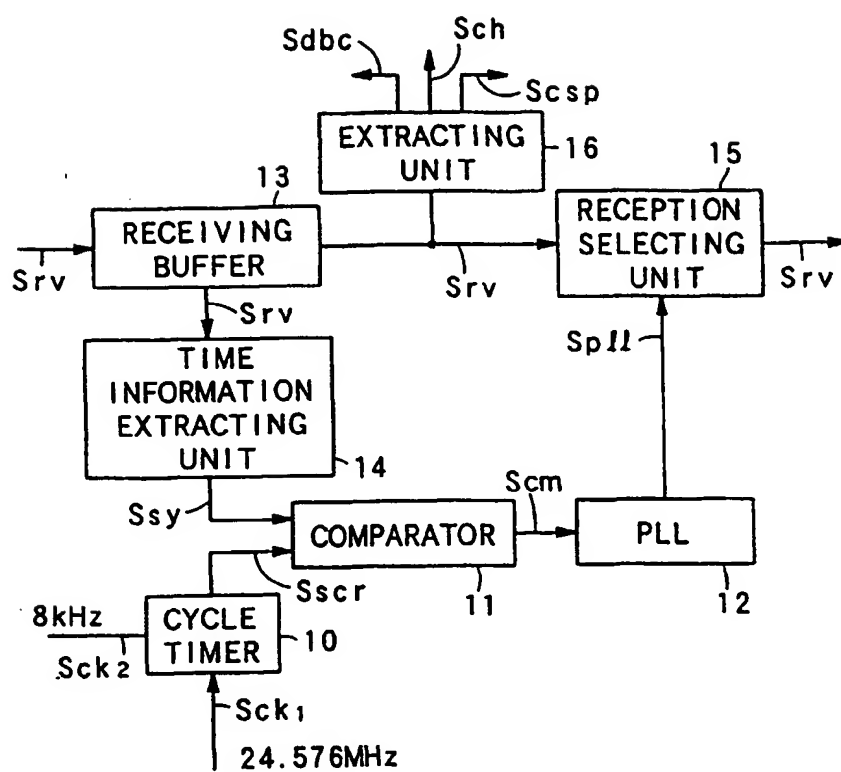 Sdbc
Sch
Scsp
EXTRACTING
UNIT
16
13
RECEIVING
BUFFER
15
RECEPTION
SELECTING
UNIT
Srv
Srv
Srv
Srv
TIME
INFORMATION
EXTRACTING
UNIT
14
Spll
Ssy
COMPARATOR
11
Scm
PLL
12
Sscr
8kHz
Sck2
CYCLE
TIMER
10
Sck1
24.576MHz